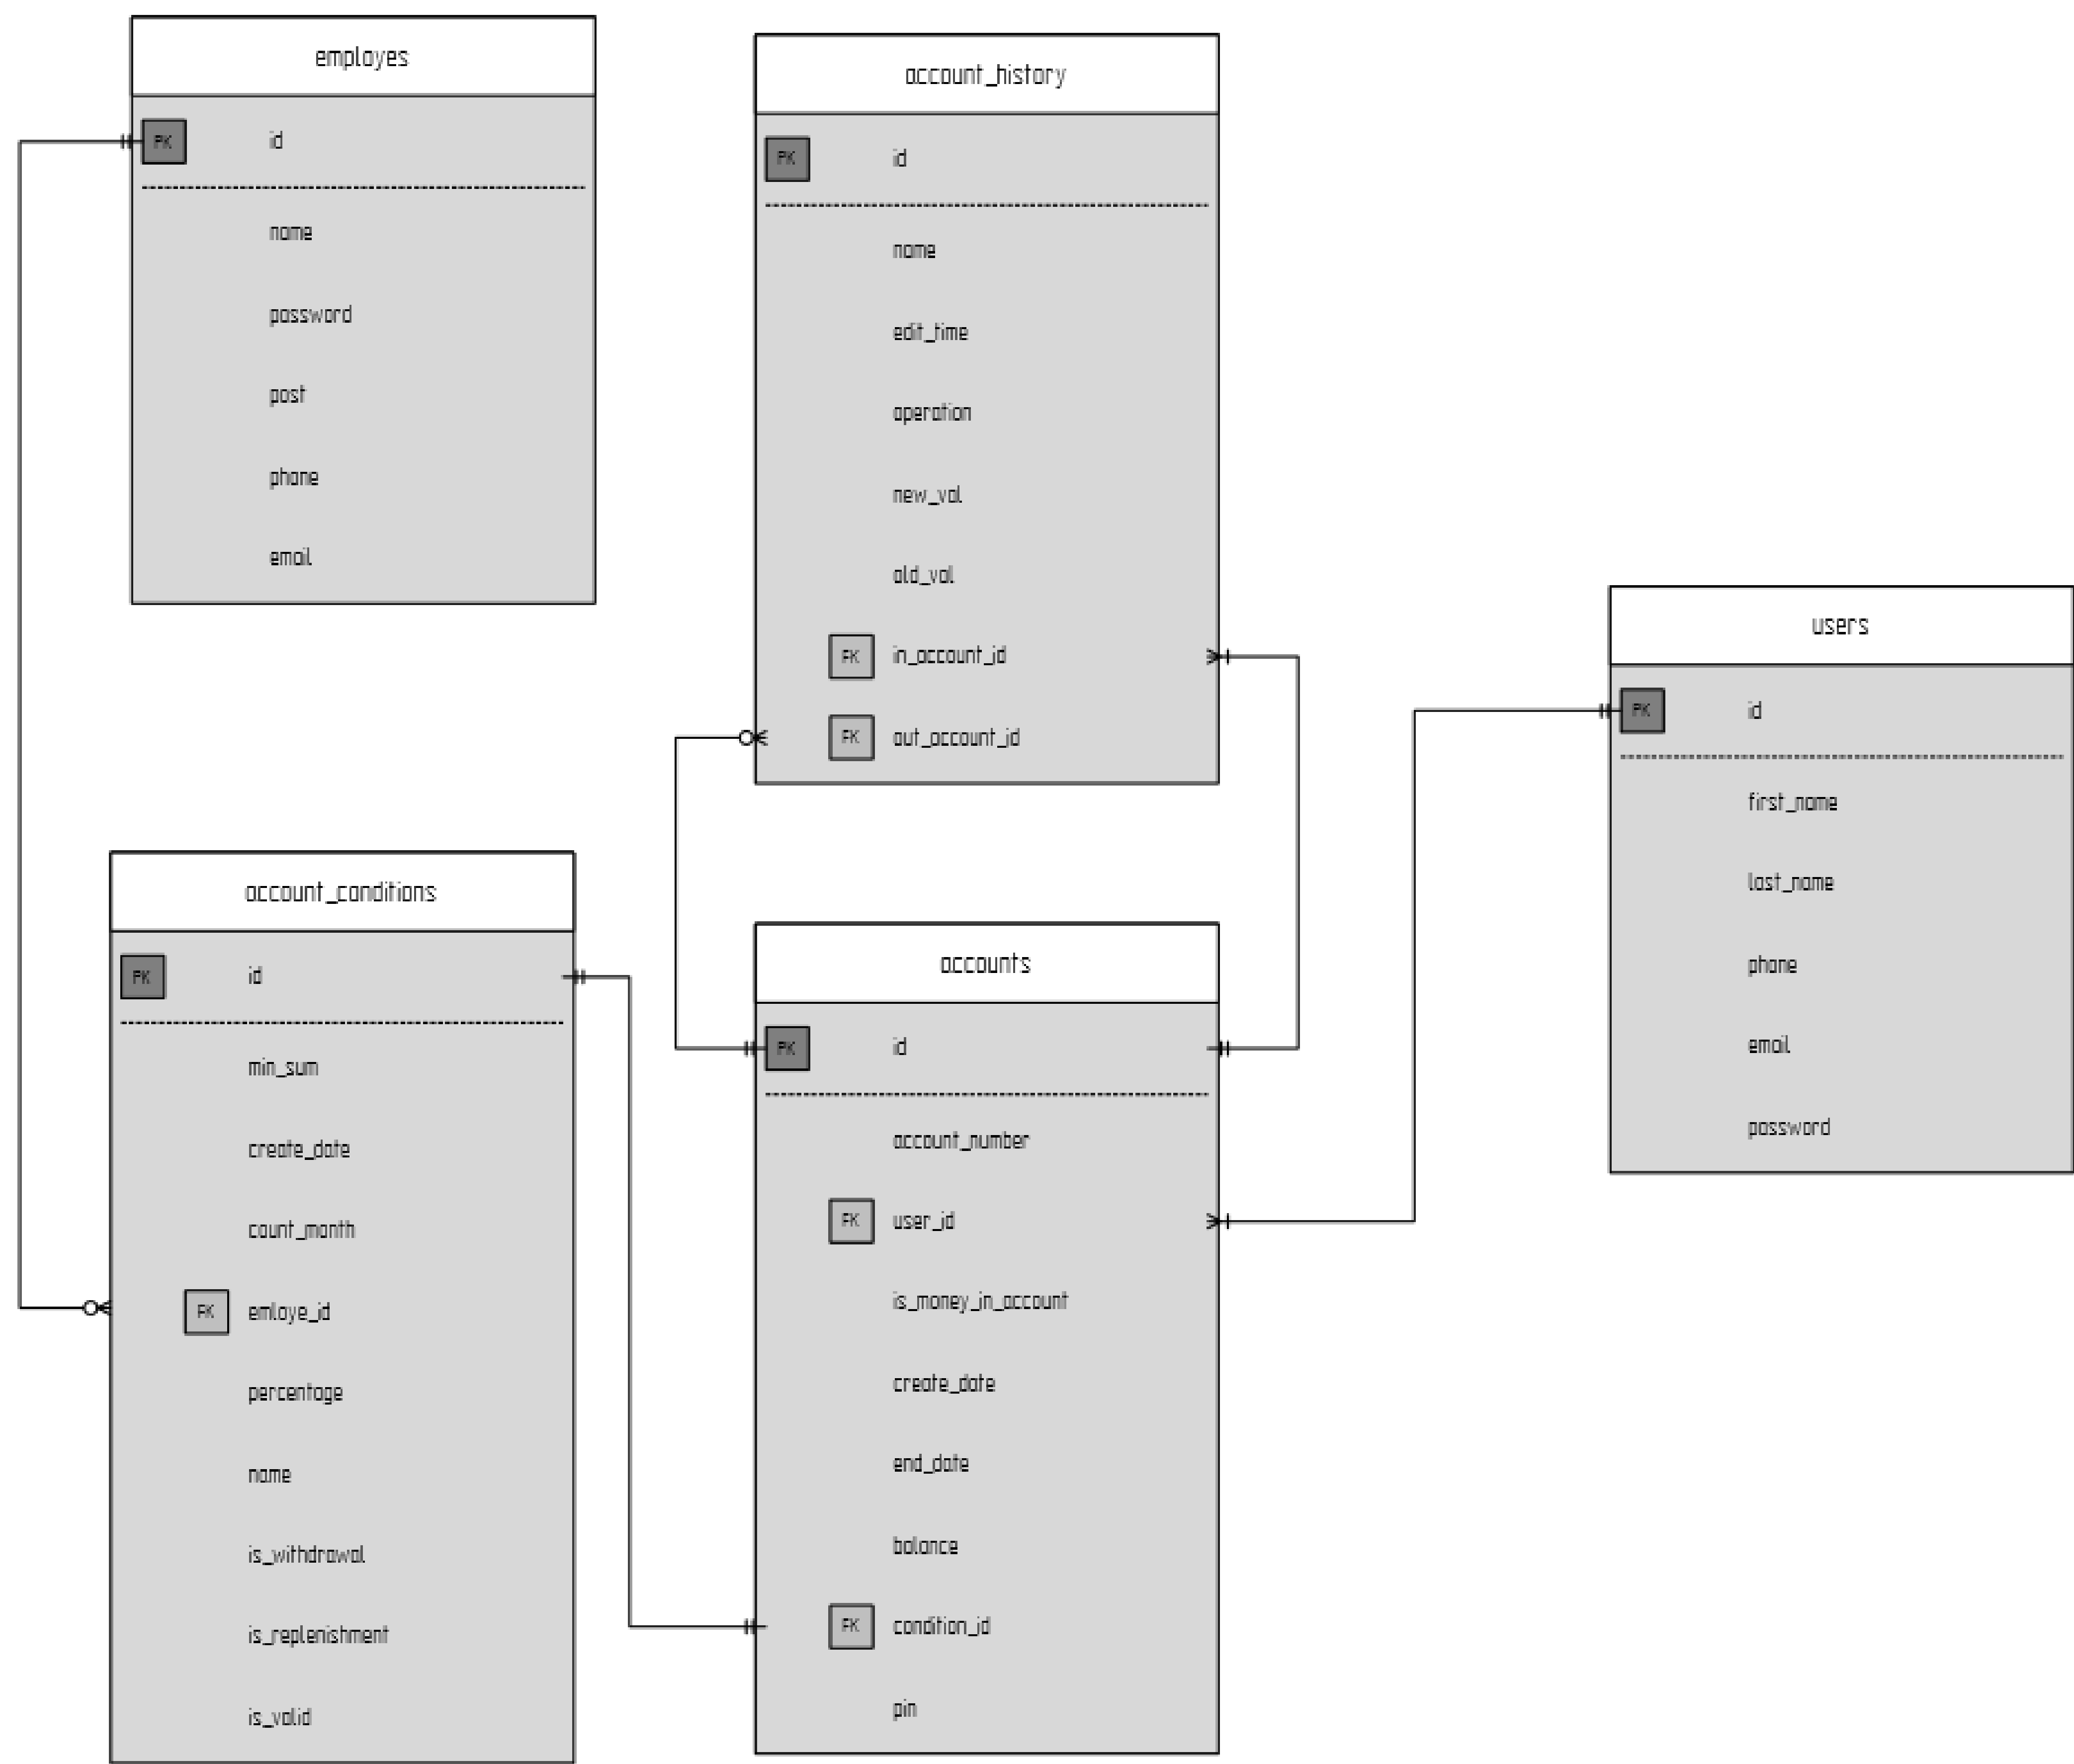 employes
PK id
name
password
post
phone
email
account_history
PK id
name
edit_time
operation
new_val
old_val
FK in_account_id
FK out_account_id
users
PK id
first_name
last_name
phone
email
password
account_conditions
PK id
min_sum
create_date
count_month
FK emloye_id
percentage
name
is_withdrawal
is_replenishment
is_valid
accounts
PK id
account_number
FK user_id
is_money_in_account
create_date
end_date
balance
FK condition_id
pin